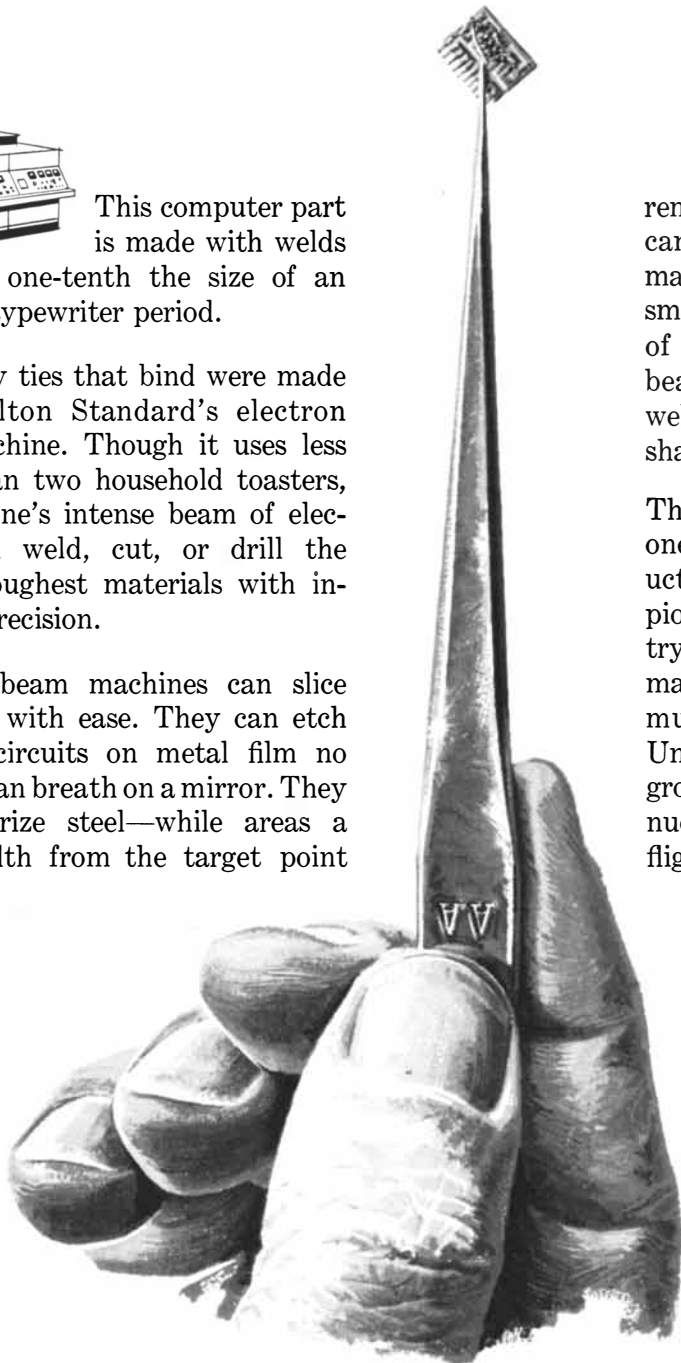 This computer part
is made with welds
one-tenth the size of an
ypewriter period.
y ties that bind were made
lton Standard's electron
chine. Though it uses less
an two household toasters,
ne's intense beam of elec-
weld, cut, or drill the
oughest materials with in-
recision.
beam machines can slice
with ease. They can etch
circuits on metal film no
an breath on a mirror. They
rize steel—while areas a
lth from the target point
ren
can
ma
sm
of
bea
we
sha
Th
one
uct
pio
try
ma
mu
Un
gro
nuc
flig
AA